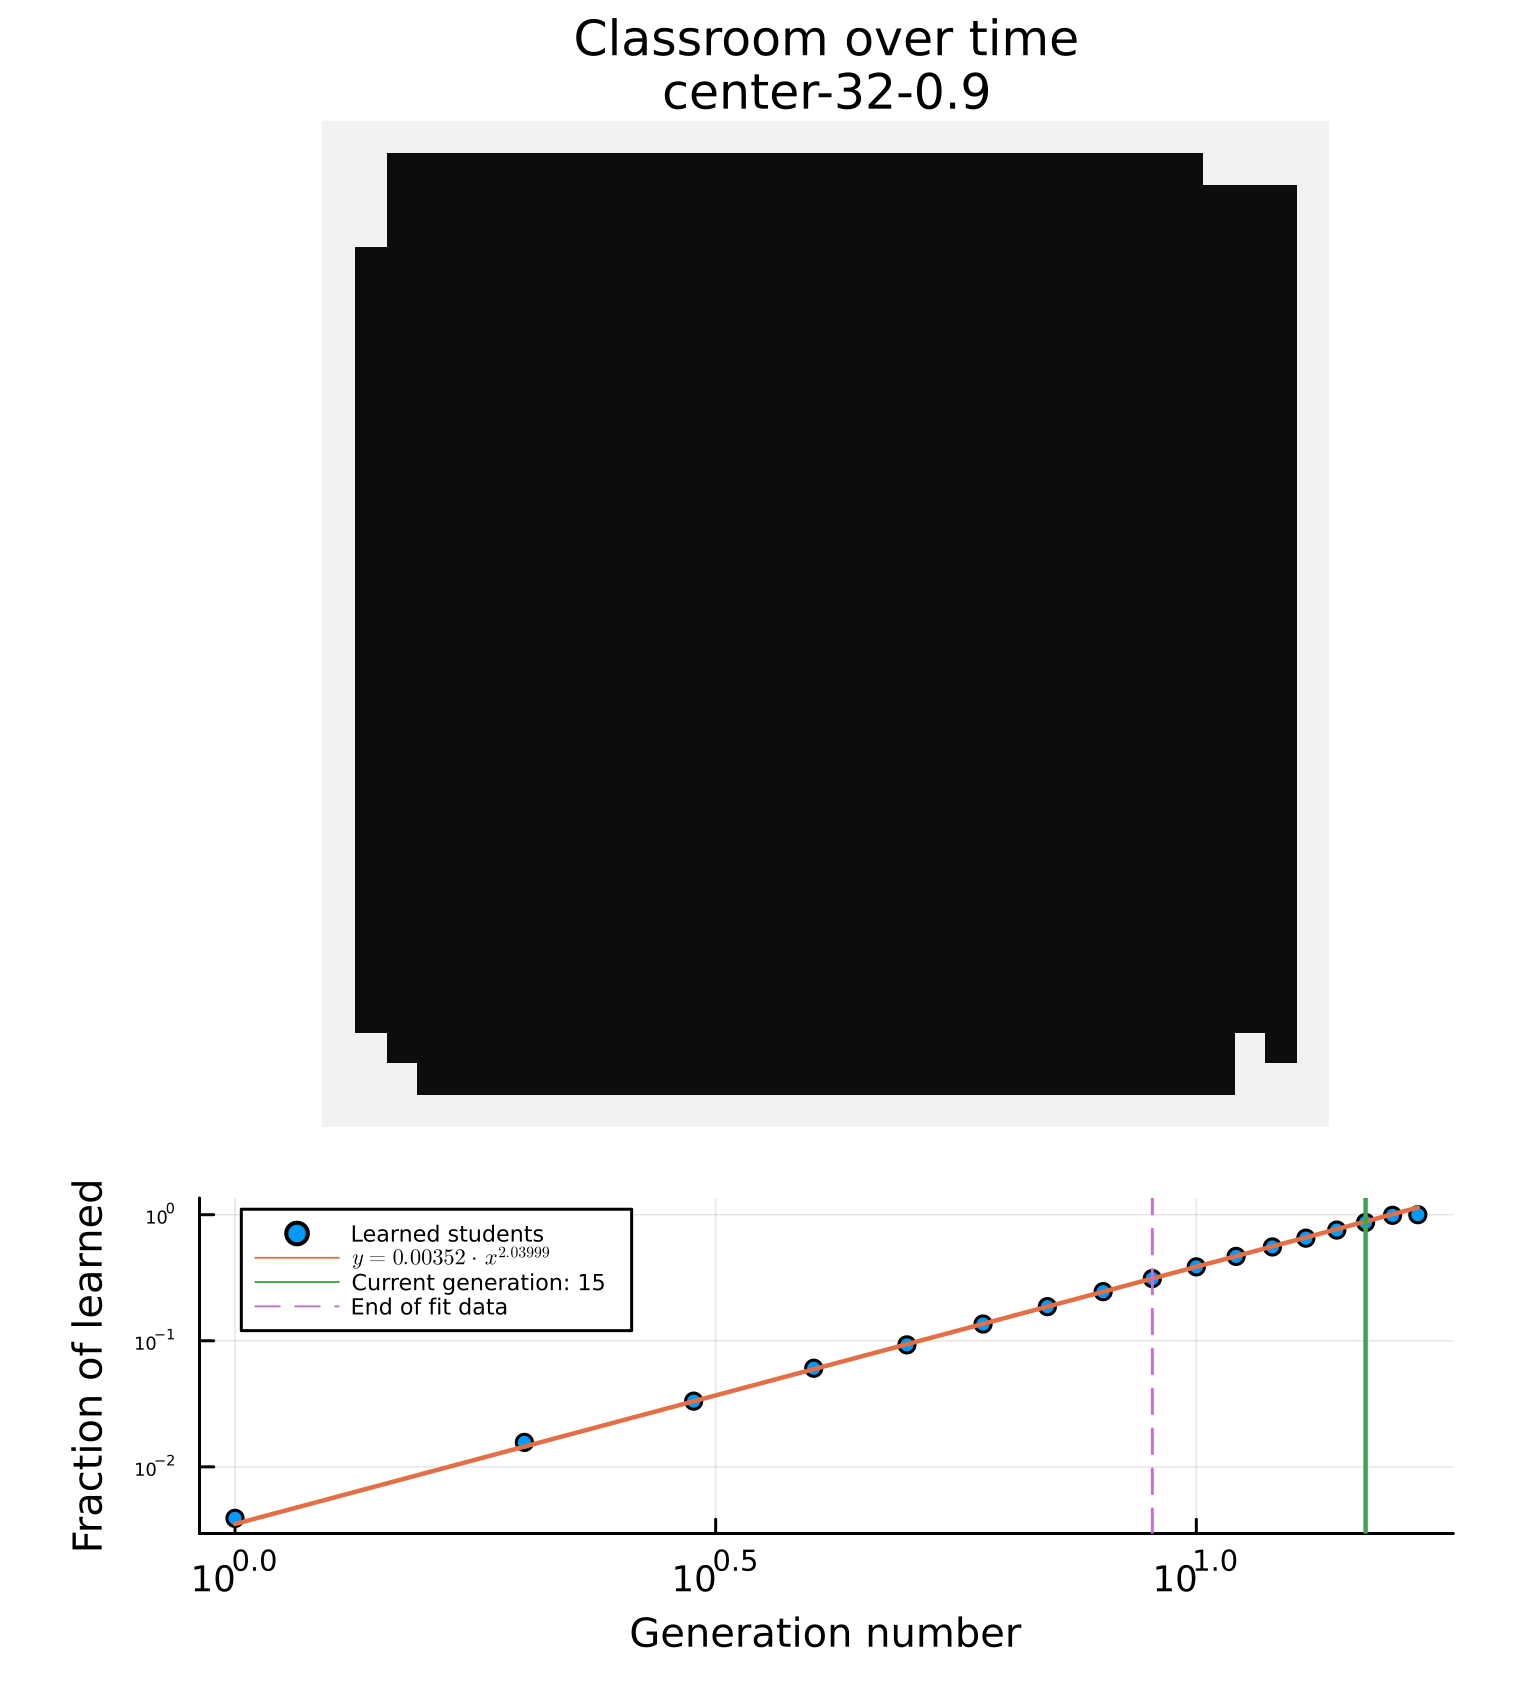 Classroom over time
center-32-0.9
10^0
10^-1
10^-2
Fraction of learned
Learned students
y = 0.00352 · x^2.03999
Current generation: 15
End of fit data
10^0.0 10^0.5 10^1.0
Generation number